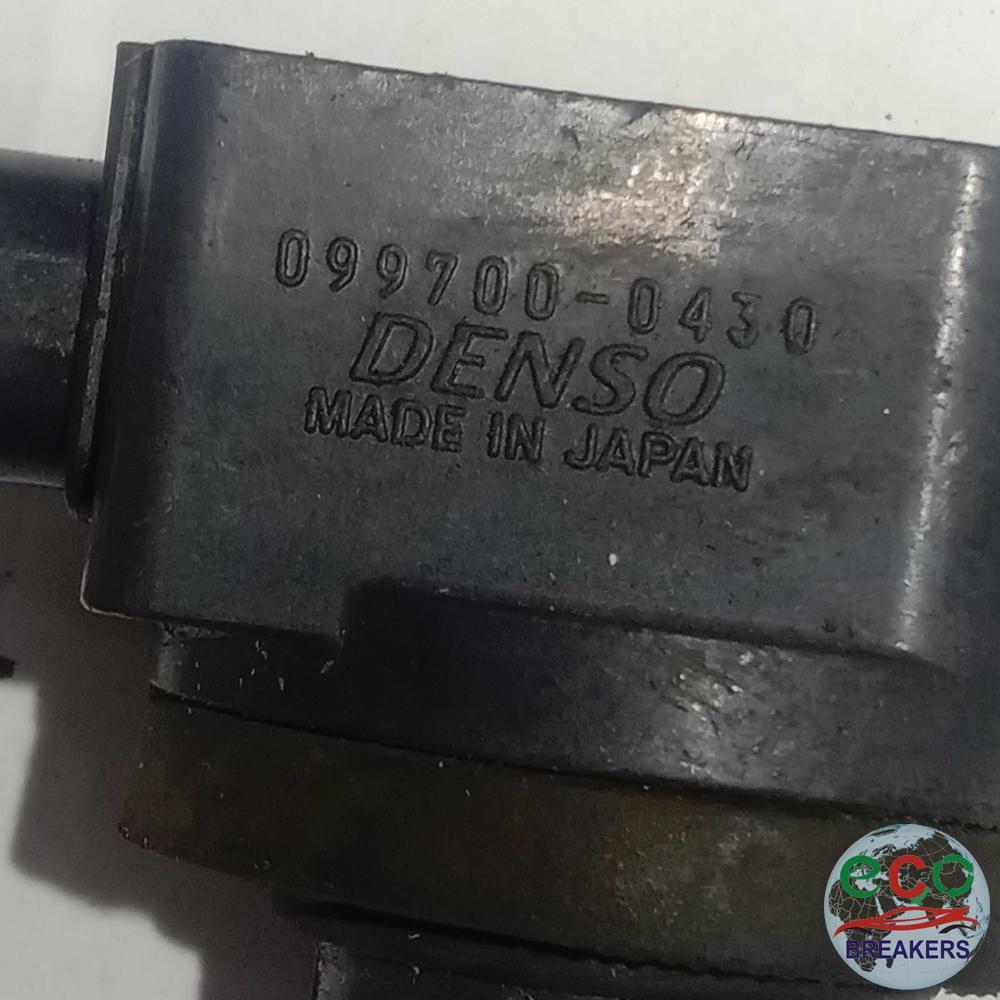 099700-0430
DENSO
MADE IN JAPAN
eco
BREAKERS